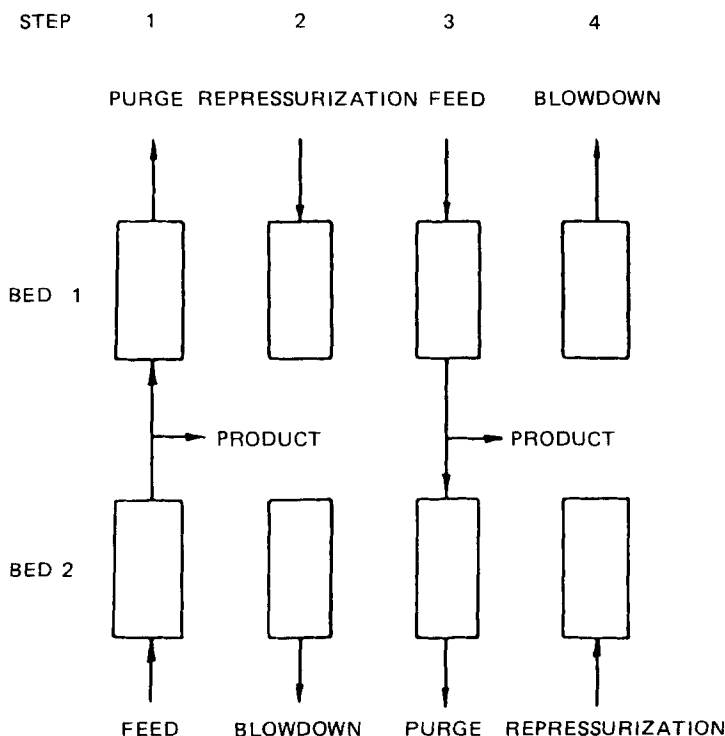 STEP 1 2 3 4
PURGE REPRESSURIZATION FEED BLOWDOWN
BED 1
PRODUCT PRODUCT
BED 2
FEED BLOWDOWN PURGE REPRESSURIZATION